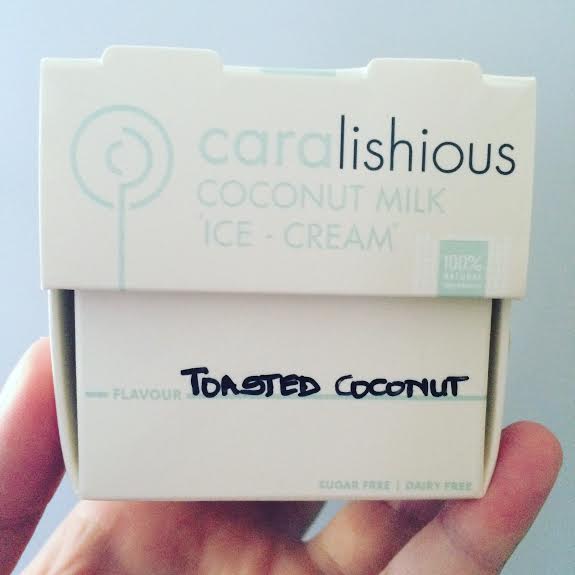 caralishious
COCONUT MILK
'ICE - CREAM'
100%
NATURAL
FLAVOUR TOASTED COCONUT
SUGAR FREE | DAIRY FREE